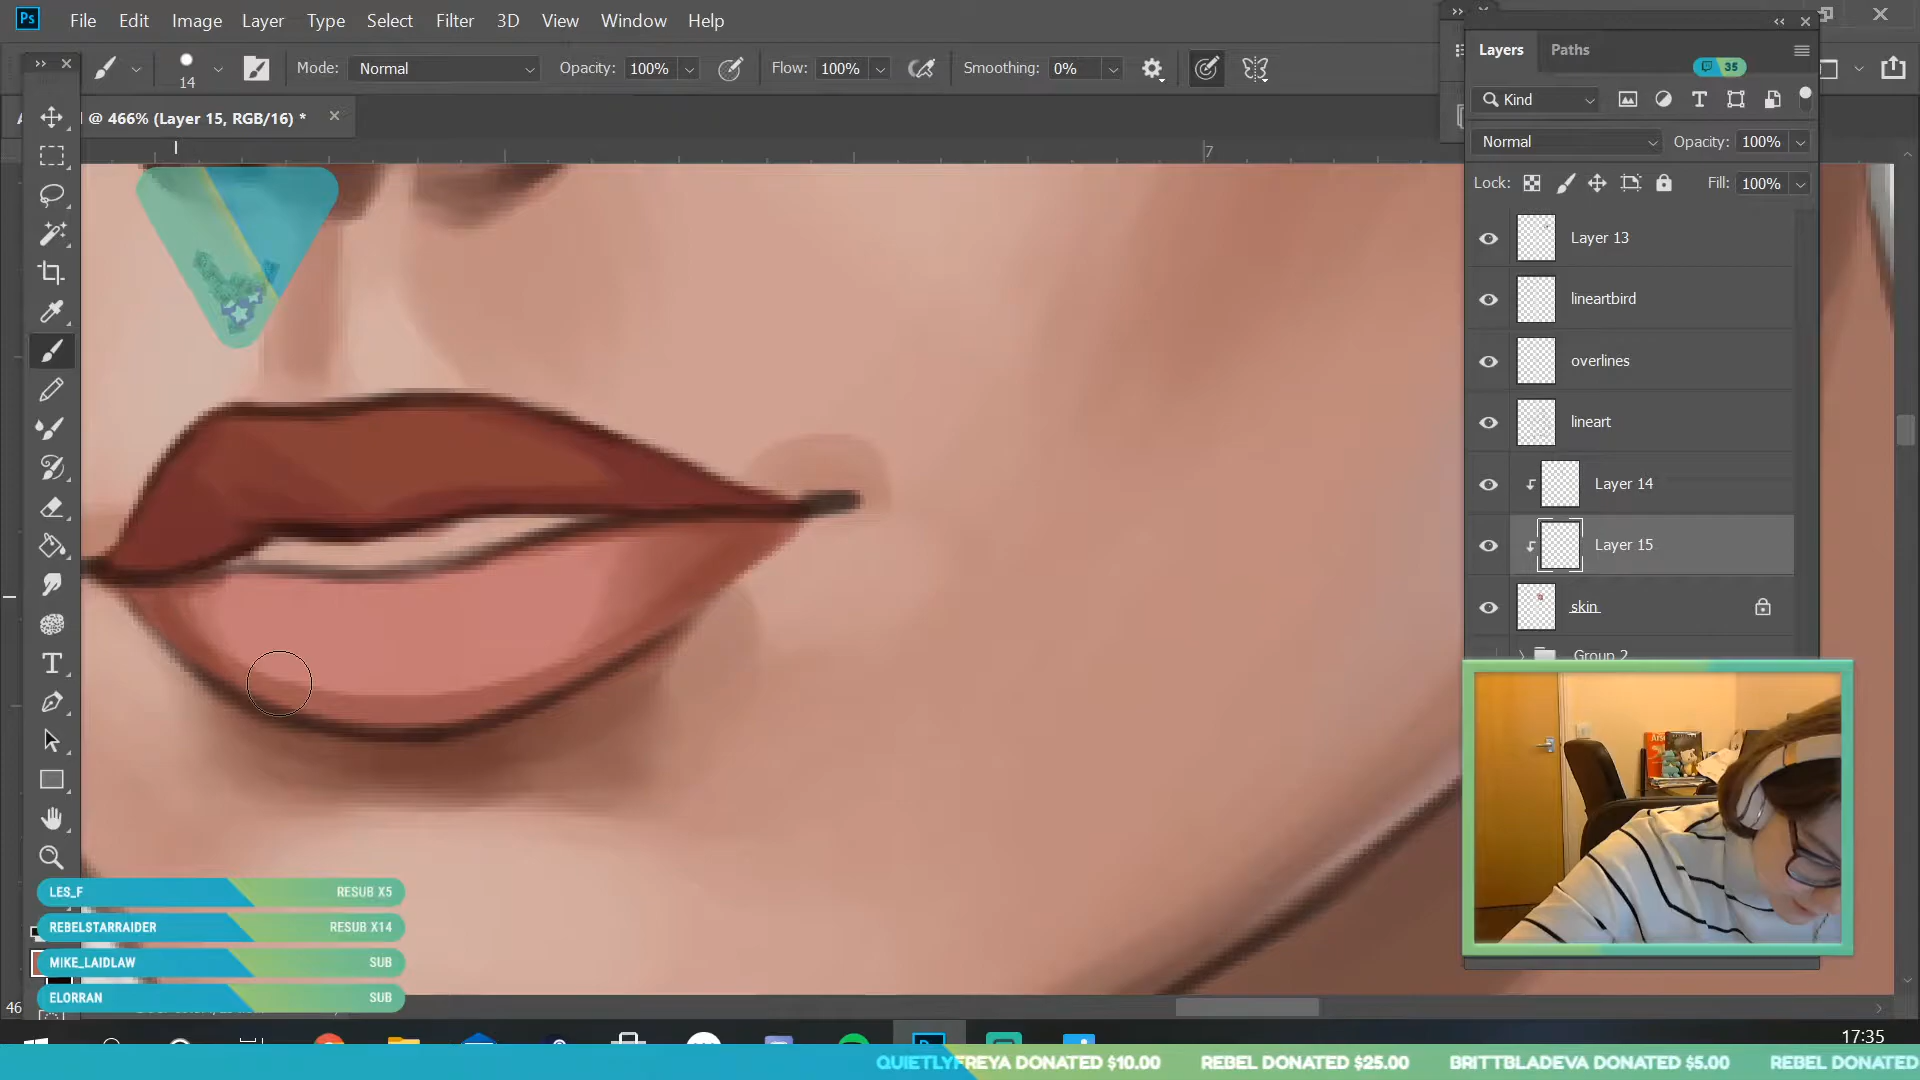 Ps File Edit Image Layer Type Select Filter 3D View Window Help
14 Mode: Normal Opacity: 100% Flow: 100% Smoothing: 0%
@ 466% (Layer 15, RGB/16) *
7
Layers Paths
35
Kind
Normal Opacity: 100%
Lock: Fill: 100%
Layer 13
lineartbird
overlines
lineart
Layer 14
Layer 15
skin
Group 2
LES_F RESUB X5
REBELSTARRAIDER RESUB X14
MIKE_LAIDLAW SUB
ELORRAN SUB
46
17:35
QUIETLYFREYA DONATED $10.00 REBEL DONATED $25.00 BRITTBLADEVA DONATED $5.00 REBEL DONATED